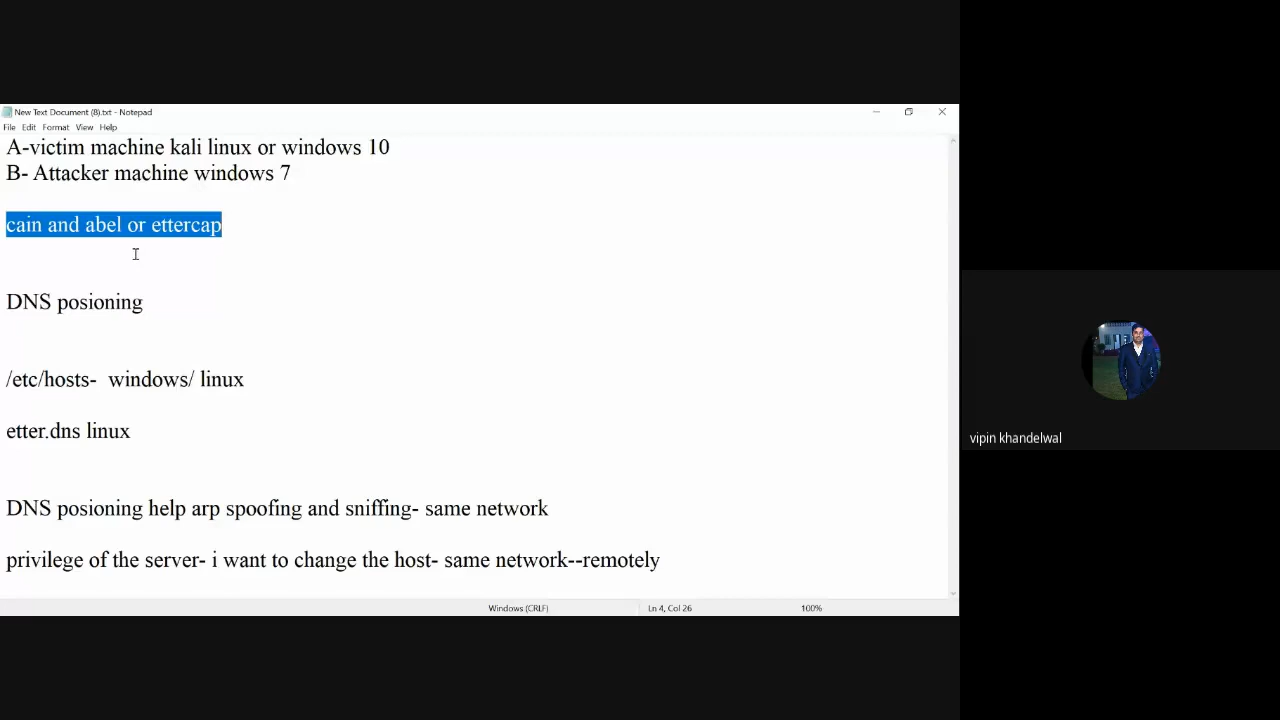 New Text Document (8).txt - Notepad
File Edit Format View Help
A-victim machine kali linux or windows 10
B- Attacker machine windows 7
cain and abel or ettercap
DNS posioning
/etc/hosts-  windows/ linux
etter.dns linux
DNS posioning help arp spoofing and sniffing- same network
privilege of the server- i want to change the host- same network--remotely
Windows (CRLF) Ln 4, Col 26 100%
vipin khandelwal